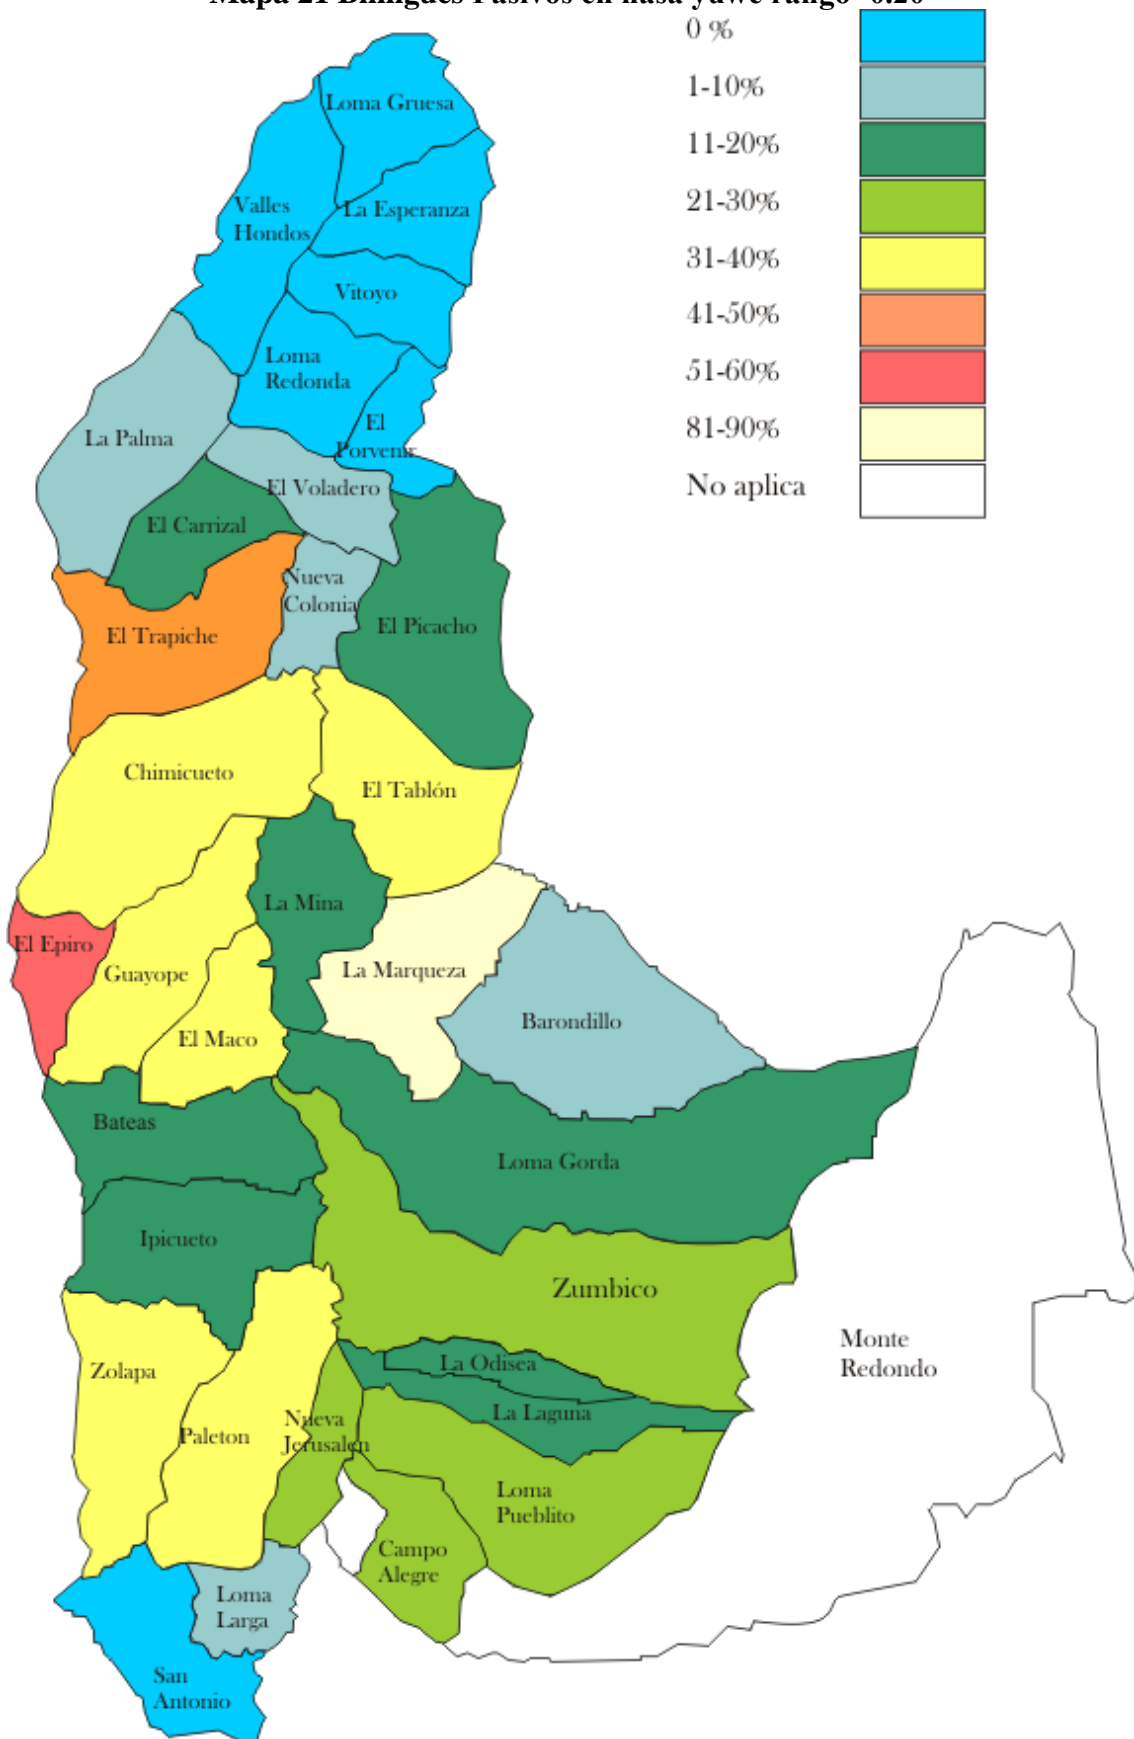 Mapa 21 Bilingües Pasivos en nasa yuwe rango 0.20
0 %
1-10%
11-20%
21-30%
31-40%
41-50%
51-60%
81-90%
No aplica
Loma Gruesa
Valles
Hondos
La Esperanza
Vitoyo
Loma
Redonda
El
Porvenir
La Palma
El Voladero
El Carrizal
Nueva
Colonia
El Trapiche
El Picacho
Chimicueto
El Tablón
La Mina
El Epiro
Guayope
La Marqueza
El Maco
Barondillo
Bateas
Loma Gorda
Ipicueto
Zumbico
Monte
Redondo
La Odisea
Zolapa
La Laguna
Nueva
Jerusalen
Paleton
Loma
Pueblito
Campo
Alegre
Loma
Larga
San
Antonio